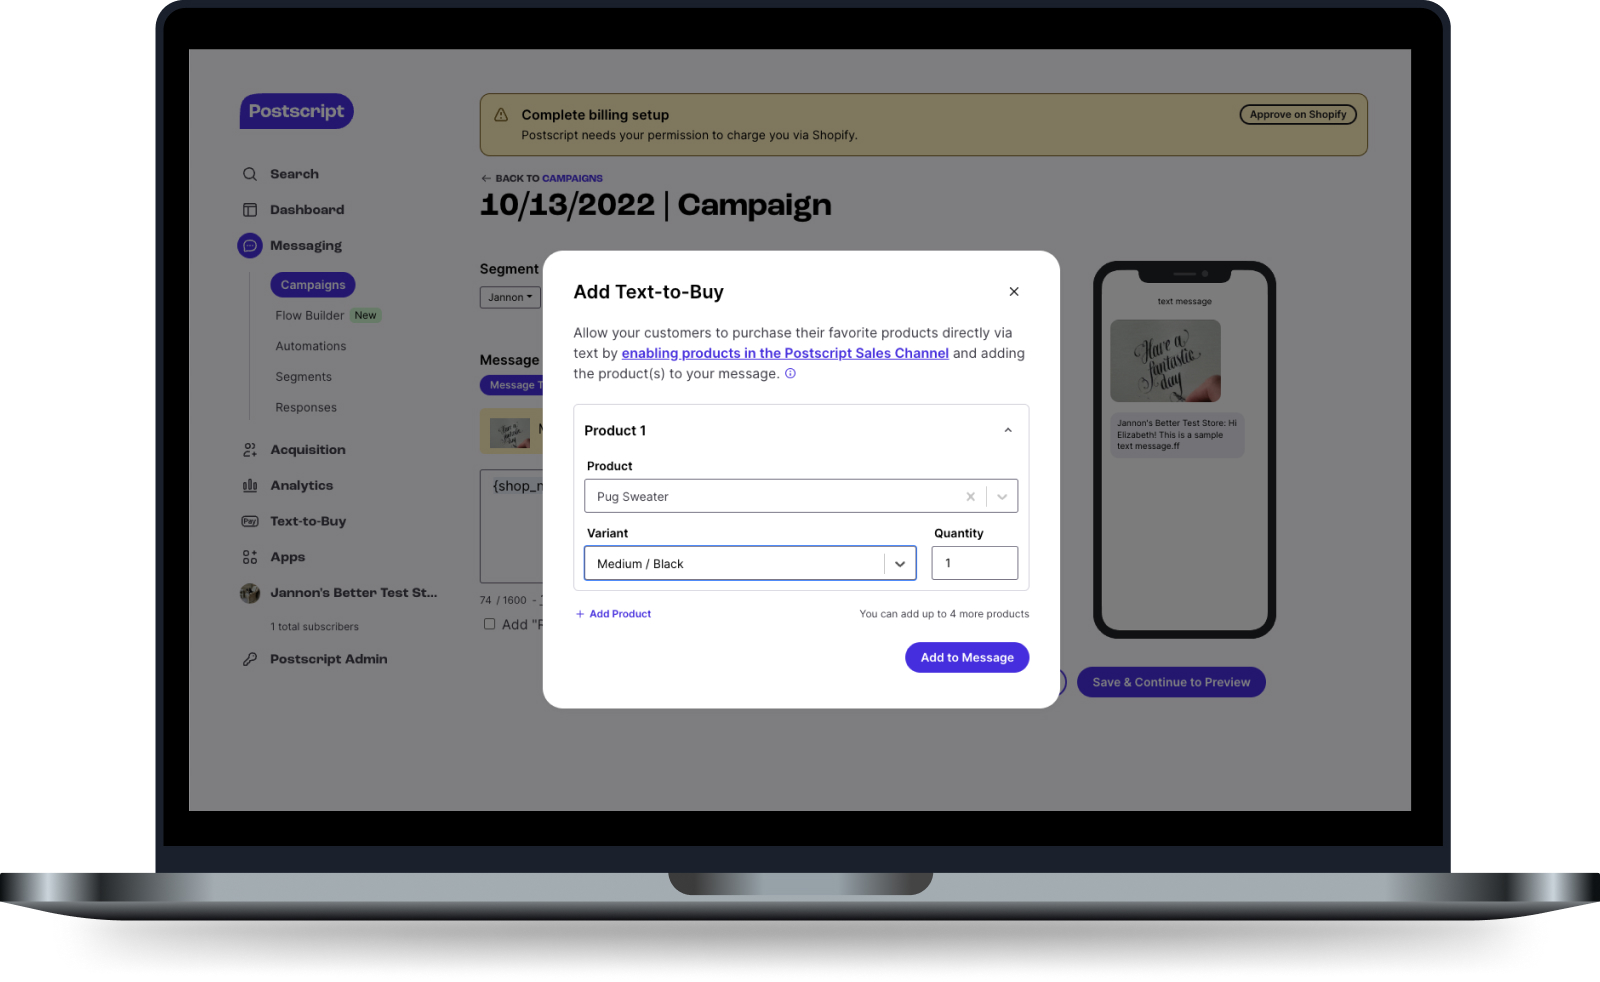 Postscript
Search
Dashboard
Messaging
Campaigns
Flow Builder New
Automations
Segments
Responses
Acquisition
Analytics
Pay Text-to-Buy
Apps
Jannon's Better Test St...
1 total subscribers
Postscript Admin
Complete billing setup
Postscript needs your permission to charge you via Shopify.
Approve on Shopify
← BACK TO CAMPAIGNS
10/13/2022 | Campaign
Segment
Jannon
Message
Message T
Have a
fantastic
day
{shop_n
74 / 1600 -
Add "R
Add Text-to-Buy
Allow your customers to purchase their favorite products directly via
text by enabling products in the Postscript Sales Channel and adding
the product(s) to your message.
Product 1
Product
Pug Sweater
Variant
Medium / Black
Quantity
1
+ Add Product
You can add up to 4 more products
Add to Message
text message
Have a
fantastic
day
Jannon's Better Test Store: Hi
Elizabeth! This is a sample
text message.ff
Save & Continue to Preview